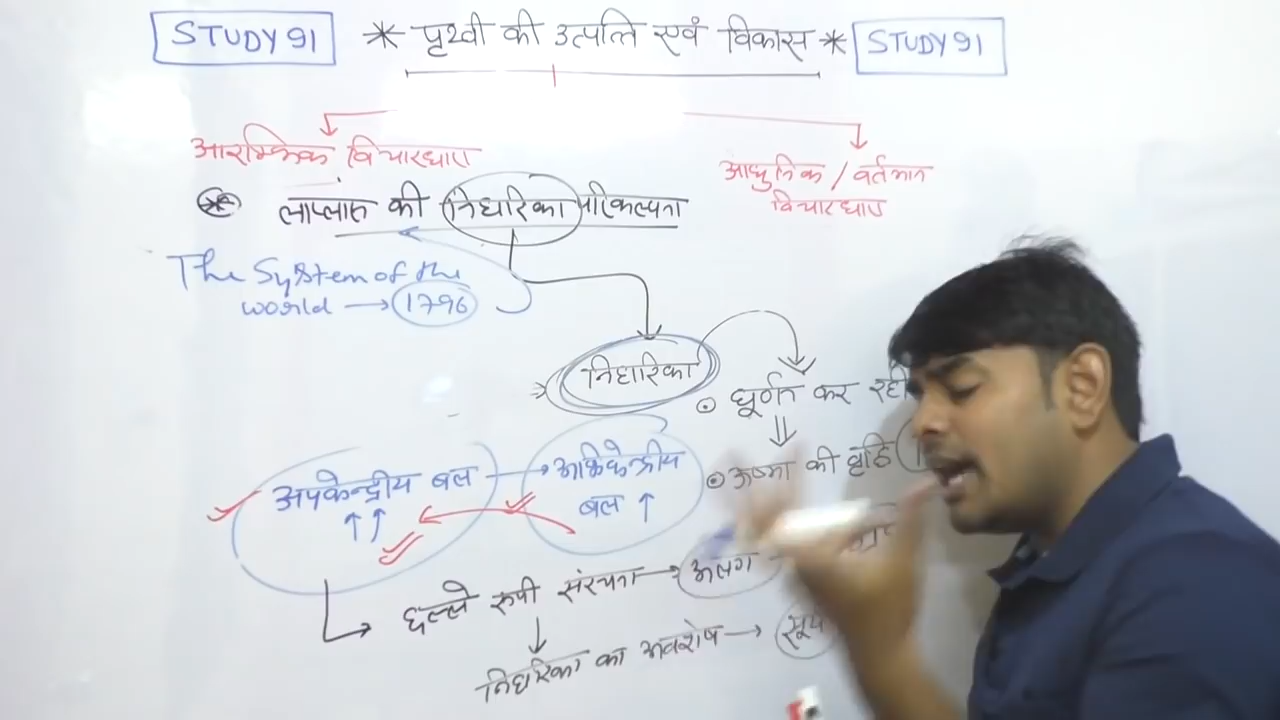 STUDY 91 * पृथ्वी की उत्पत्ति एवं विकास * STUDY 91
आरम्भिक विचारधारा
आधुनिक / वर्तमान
विचारधारा
लाप्लास की निहारिका परिकल्पना
The System of the
world → 1796
निहारिका
घूर्णन कर रही
ऊष्मा की वृद्धि
अपकेन्द्रीय बल → अभिकेन्द्रीय
↑↑ बल ↑
छल्ले रूपी संरचना → अलग
निहारिका का अवशेष →